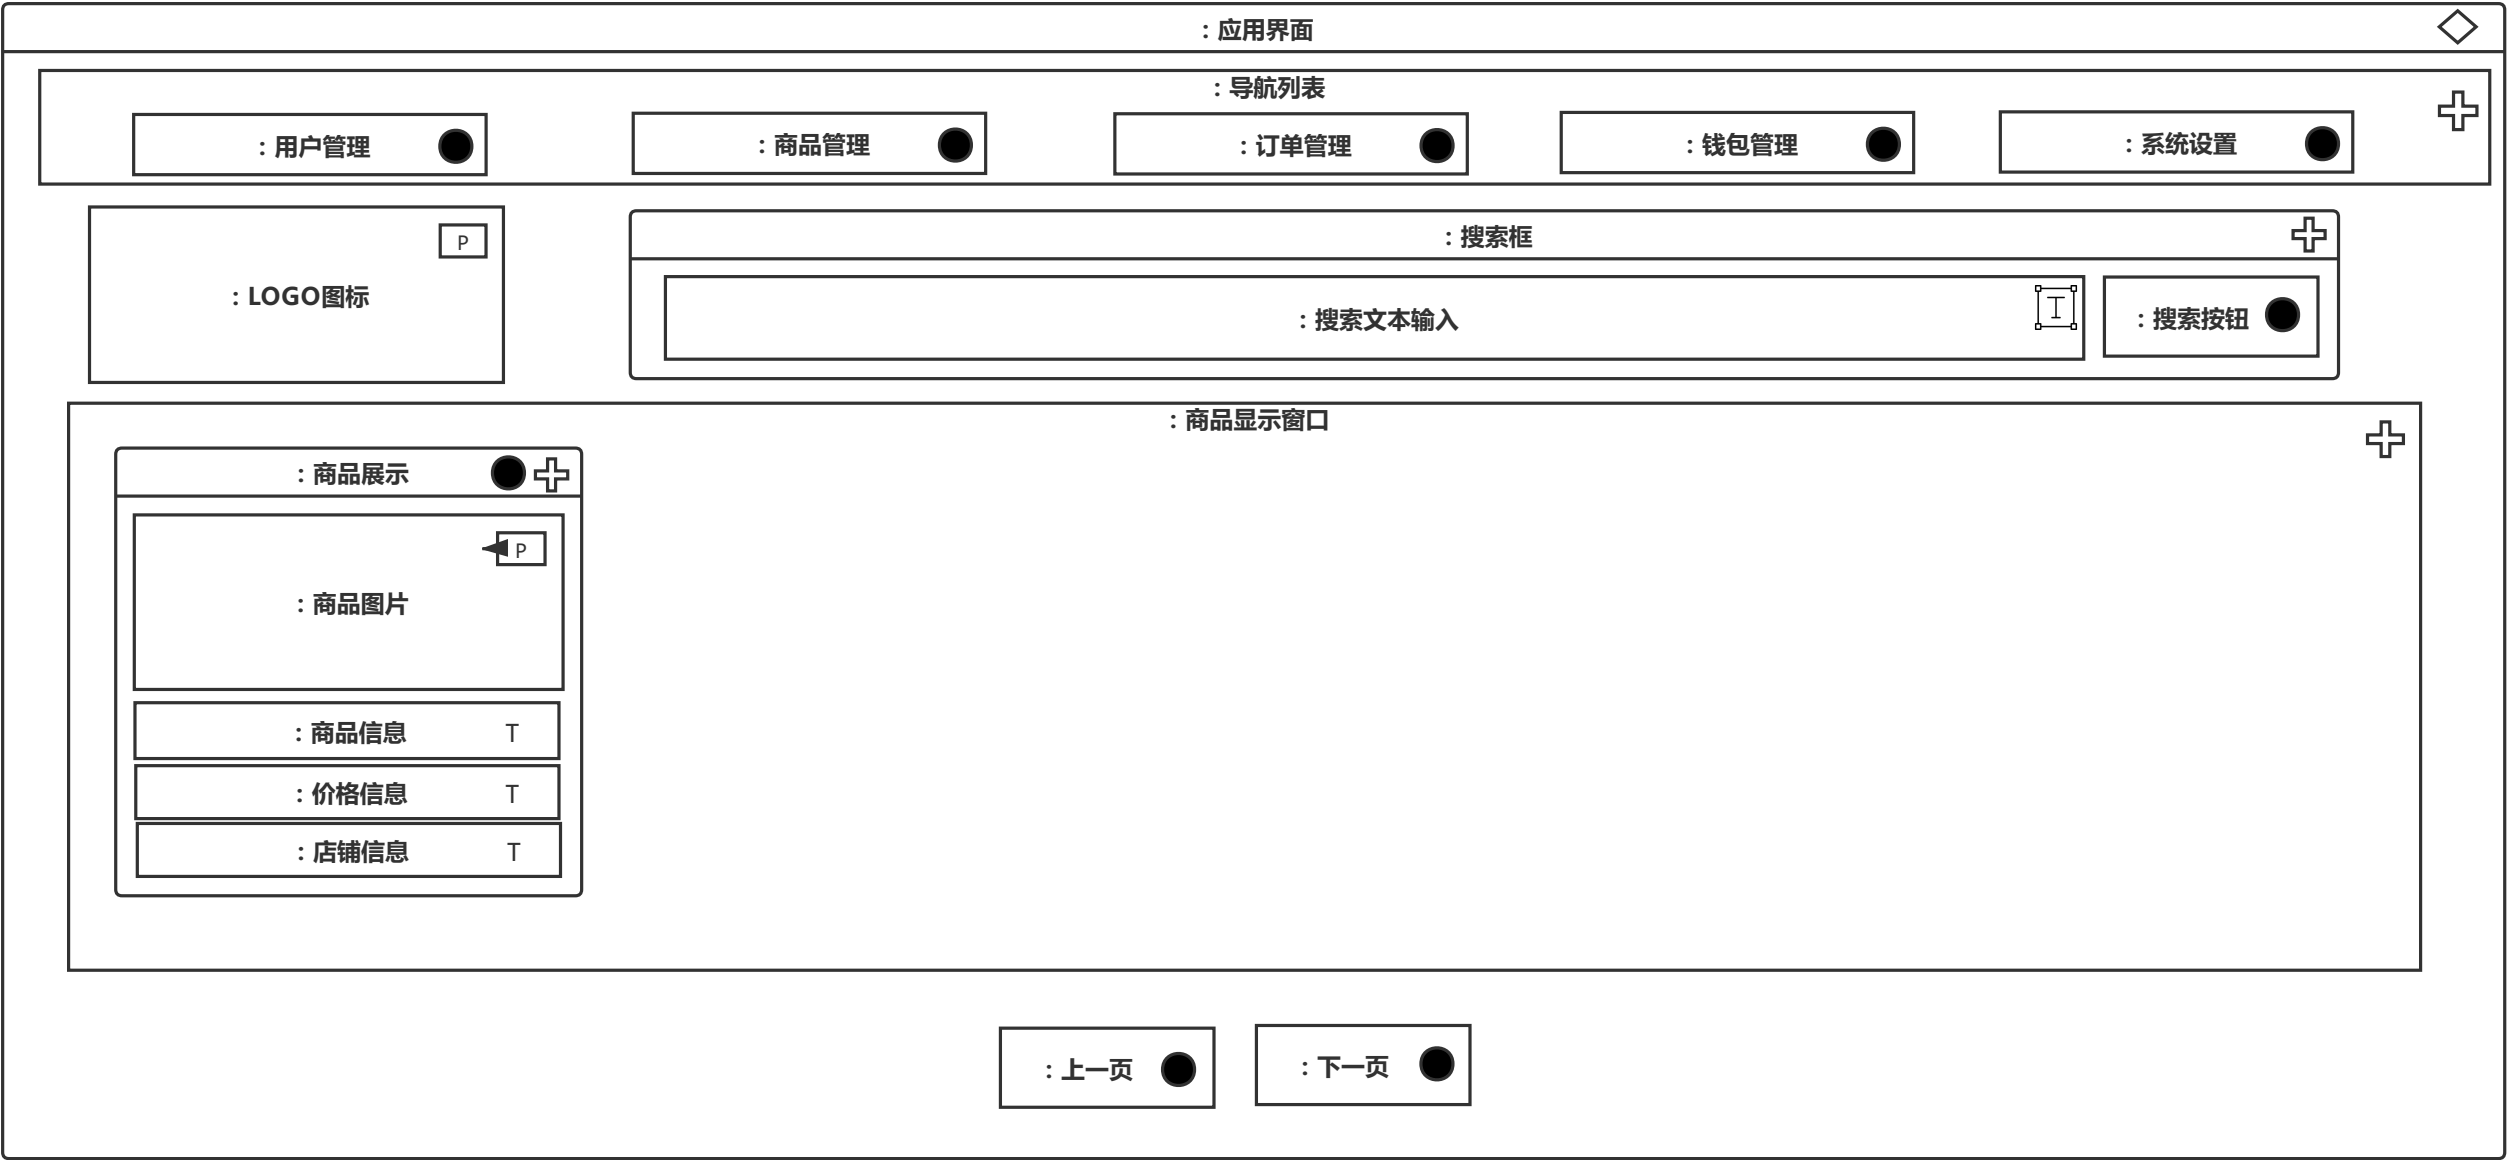 : 应用界面
: 导航列表
: 用户管理
: 商品管理
: 订单管理
: 钱包管理
: 系统设置
P
: LOGO图标
: 搜索框
: 搜索文本输入
T
: 搜索按钮
: 商品显示窗口
: 商品展示
P
: 商品图片
: 商品信息 T
: 价格信息 T
: 店铺信息 T
: 上一页
: 下一页